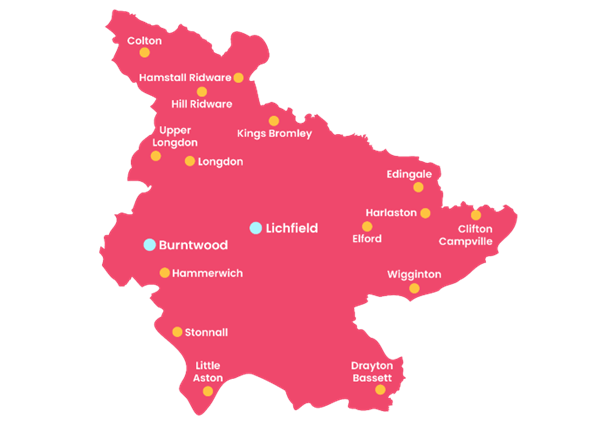 Colton
Hamstall Ridware
Hill Ridware
Kings Bromley
Upper
Longdon
Longdon
Edingale
Harlaston
Clifton
Campville
Elford
Lichfield
Burntwood
Hammerwich
Wigginton
Stonnall
Little
Aston
Drayton
Bassett